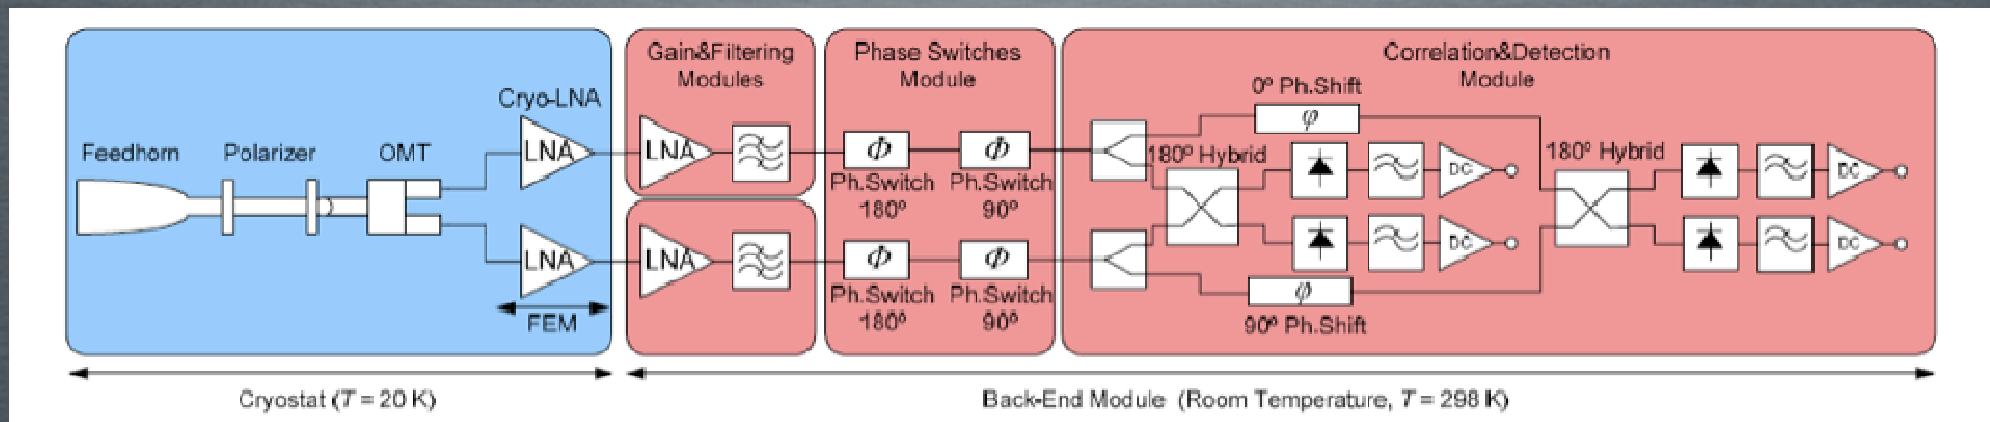 Gain&Filtering
Modules
Phase Switches
Module
Correlation&Detection
Module
Cryo-LNA
0º Ph.Shift
φ
Feedhorn
Polarizer
OMT
LNA
LNA
Φ
Φ
180º Hybrid
DC
180º Hybrid
DC
Ph.Switch
180º
Ph.Switch
90º
LNA
LNA
Φ
Φ
DC
DC
Ph.Switch
180º
Ph.Switch
90º
φ
90º Ph.Shift
FEM
Cryostat (T = 20 K)
Back-End Module (Room Temperature, T = 298 K)